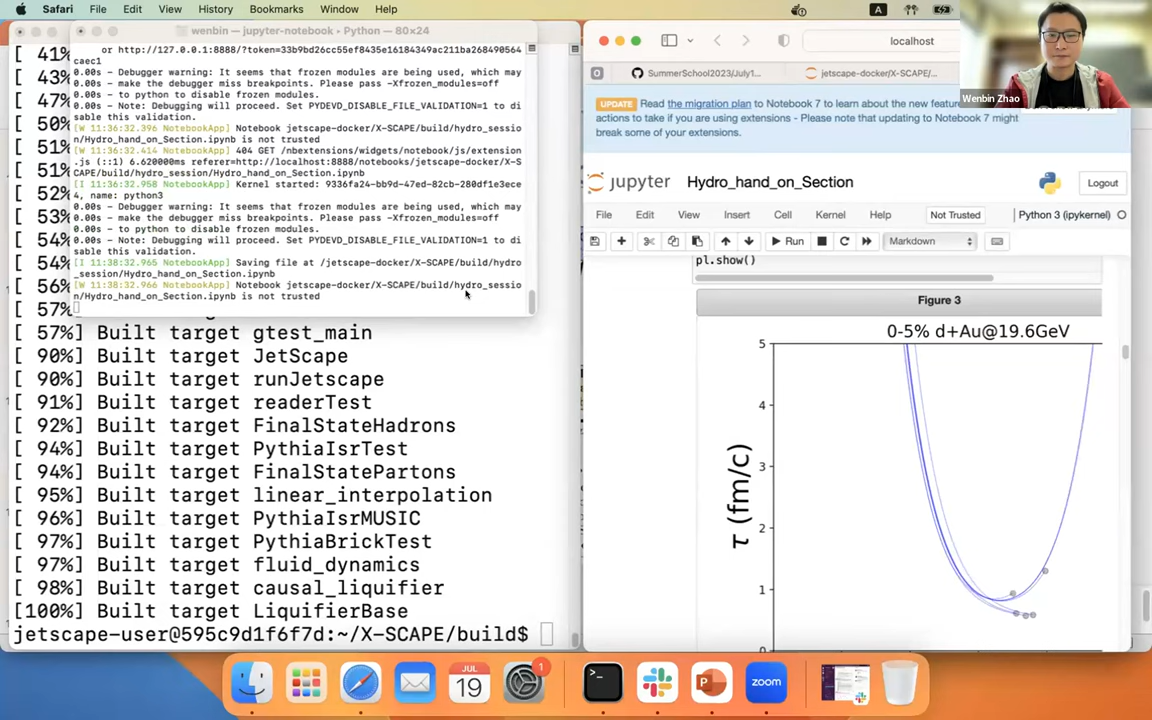 Safari File Edit View History Bookmarks Window Help A
wenbin — jupyter-notebook • Python — 80×24
or http://127.0.0.1:8888/?token=33b9bd26cc55ef8435e16184349ac211ba268490564
caec1
0.00s - Debugger warning: It seems that frozen modules are being used, which may
0.00s - make the debugger miss breakpoints. Please pass -Xfrozen_modules=off
0.00s - to python to disable frozen modules.
0.00s - Note: Debugging will proceed. Set PYDEVD_DISABLE_FILE_VALIDATION=1 to di
sable this validation.
[W 11:36:32.396 NotebookApp] Notebook jetscape-docker/X-SCAPE/build/hydro_sessio
n/Hydro_hand_on_Section.ipynb is not trusted
[W 11:36:32.414 NotebookApp] 404 GET /nbextensions/widgets/notebook/js/extension
.js (::1) 6.620000ms referer=http://localhost:8888/notebooks/jetscape-docker/X-S
CAPE/build/hydro_session/Hydro_hand_on_Section.ipynb
[I 11:36:32.958 NotebookApp] Kernel started: 9336fa24-bb9d-47ed-82cb-280df1e3ece
4, name: python3
0.00s - Debugger warning: It seems that frozen modules are being used, which may
0.00s - make the debugger miss breakpoints. Please pass -Xfrozen_modules=off
0.00s - to python to disable frozen modules.
0.00s - Note: Debugging will proceed. Set PYDEVD_DISABLE_FILE_VALIDATION=1 to di
sable this validation.
[I 11:38:32.965 NotebookApp] Saving file at /jetscape-docker/X-SCAPE/build/hydro
_session/Hydro_hand_on_Section.ipynb
[W 11:38:32.966 NotebookApp] Notebook jetscape-docker/X-SCAPE/build/hydro_sessio
n/Hydro_hand_on_Section.ipynb is not trusted
[ 41%
[ 43%
[ 47%
[ 50%
[ 51%
[ 51%
[ 52%
[ 53%
[ 54%
[ 54%
[ 56%
[ 57%
[ 57%] Built target gtest_main
[ 90%] Built target JetScape
[ 90%] Built target runJetscape
[ 91%] Built target readerTest
[ 92%] Built target FinalStateHadrons
[ 94%] Built target PythiaIsrTest
[ 94%] Built target FinalStatePartons
[ 95%] Built target linear_interpolation
[ 96%] Built target PythiaIsrMUSIC
[ 97%] Built target PythiaBrickTest
[ 97%] Built target fluid_dynamics
[ 98%] Built target causal_liquifier
[100%] Built target LiquifierBase
jetscape-user@595c9d1f6f7d:~/X-SCAPE/build$
localhost
SummerSchool2023/July1... jetscape-docker/X-SCAPE/...
Wenbin Zhao
UPDATE Read the migration plan to Notebook 7 to learn about the new
actions to take if you are using extensions - Please note that updating to Notebook 7 might
break some of your extensions.
jupyter Hydro_hand_on_Section Logout
File Edit View Insert Cell Kernel Help Not Trusted Python 3 (ipykernel)
Run Markdown
pl.show()
Figure 3
0-5% d+Au@19.6GeV
5
4
3
2
1
τ (fm/c)
JUL
19
1
zoom